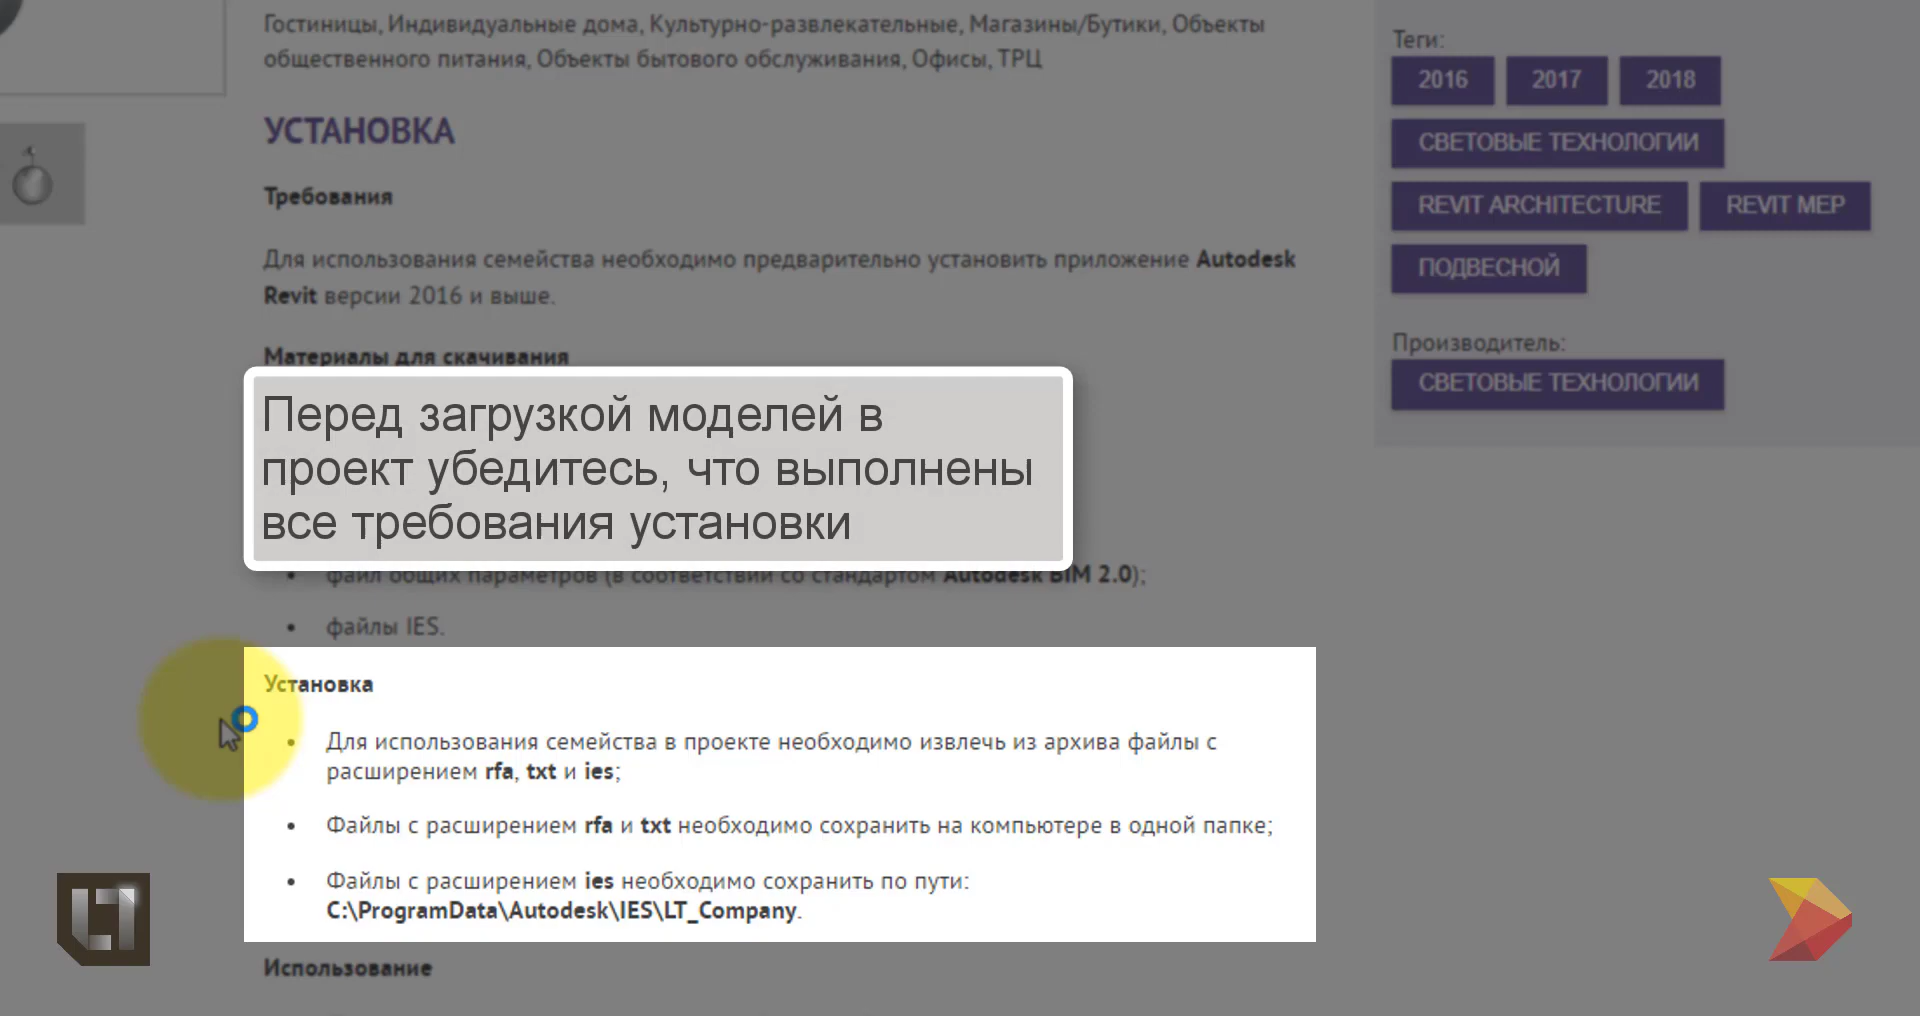 Гостиницы, Индивидуальные дома, Культурно-развлекательные, Магазины/Бутики, Объекты
общественного питания, Объекты бытового обслуживания, Офисы, ТРЦ
УСТАНОВКА
Требования
Для использования семейства необходимо предварительно установить приложение Autodesk
Revit версии 2016 и выше.
Материалы для скачивания
Перед загрузкой моделей в
проект убедитесь, что выполнены
все требования установки
• файл общих параметров (в соответствии со стандартом Autodesk BIM 2.0);
• файлы IES.
Установка
• Для использования семейства в проекте необходимо извлечь из архива файлы с
расширением rfa, txt и ies;
• Файлы с расширением rfa и txt необходимо сохранить на компьютере в одной папке;
• Файлы с расширением ies необходимо сохранить по пути:
C:\ProgramData\Autodesk\IES\LT_Company.
Использование
Теги:
2016 2017 2018
СВЕТОВЫЕ ТЕХНОЛОГИИ
REVIT ARCHITECTURE REVIT MEP
ПОДВЕСНОЙ
Производитель:
СВЕТОВЫЕ ТЕХНОЛОГИИ